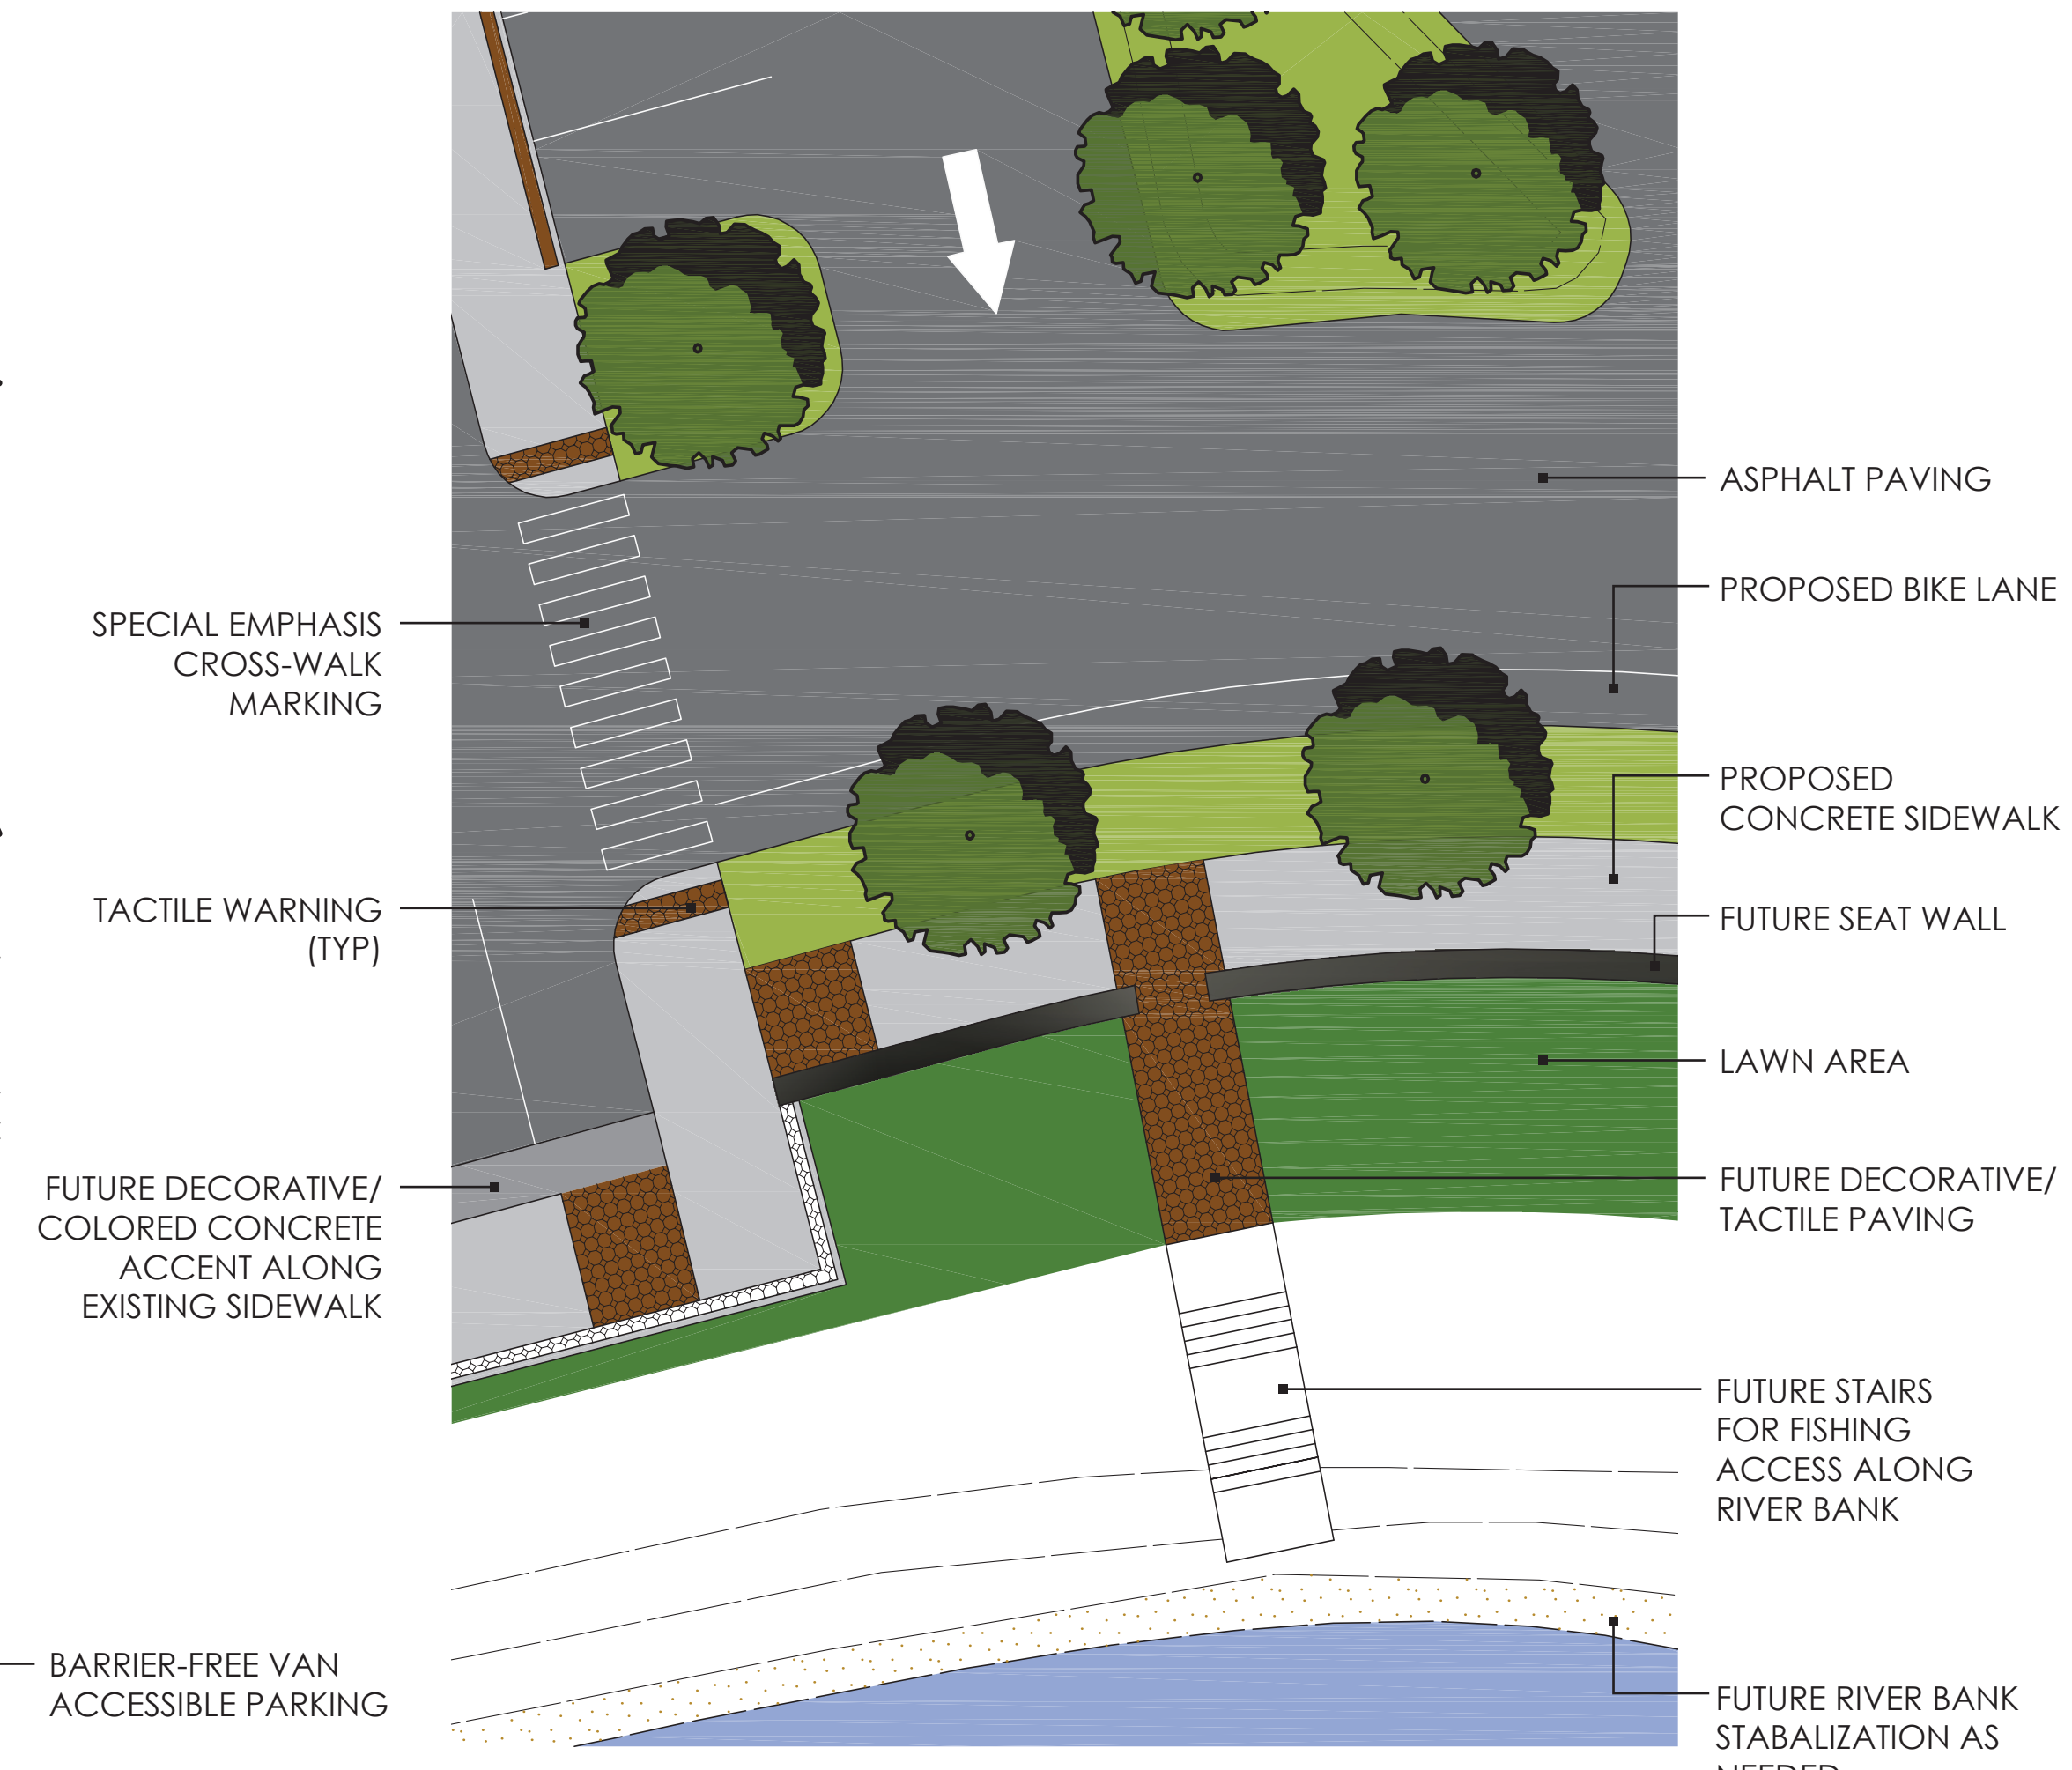 SPECIAL EMPHASIS
CROSS-WALK
MARKING
TACTILE WARNING
(TYP)
FUTURE DECORATIVE/
COLORED CONCRETE
ACCENT ALONG
EXISTING SIDEWALK
BARRIER-FREE VAN
ACCESSIBLE PARKING
ASPHALT PAVING
PROPOSED BIKE LANE
PROPOSED
CONCRETE SIDEWALK
FUTURE SEAT WALL
LAWN AREA
FUTURE DECORATIVE/
TACTILE PAVING
FUTURE STAIRS
FOR FISHING
ACCESS ALONG
RIVER BANK
FUTURE RIVER BANK
STABALIZATION AS
NEEDED